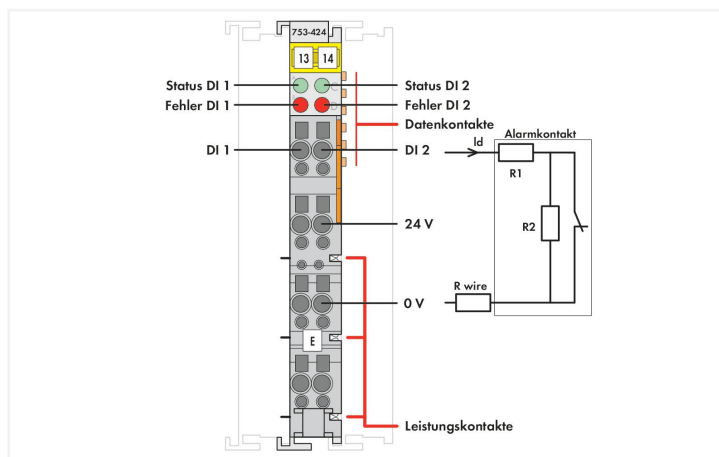 753-424
13 14
Status DI 1
Status DI 2
Fehler DI 1
Fehler DI 2
Datenkontakte
DI 1
DI 2
Id
Alarmkontakt
R1
R2
24 V
R wire
0 V
E
Leistungskontakte